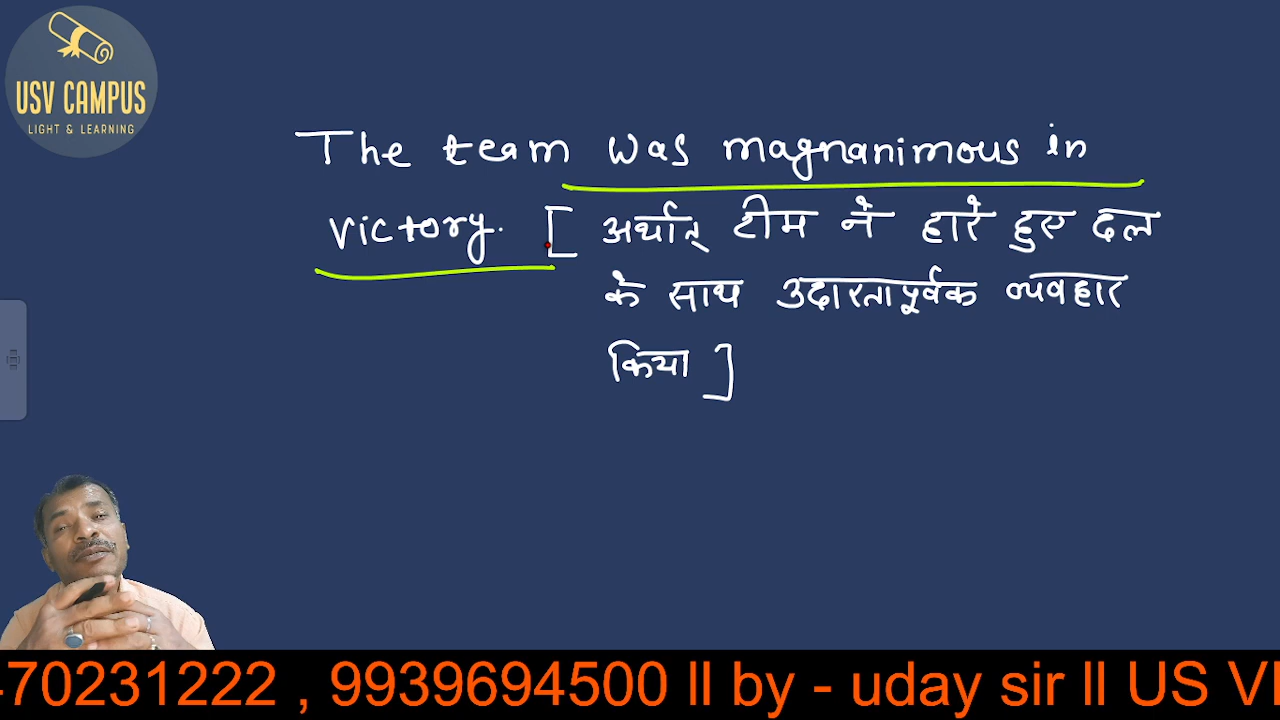 USV CAMPUS
LIGHT & LEARNING
The team was magnanimous in
victory. [ अर्थात् टीम ने हारे हुए दल
के साथ उदारतापूर्वक व्यवहार
किया ]
470231222 , 9939694500 ll by - uday sir ll US VI